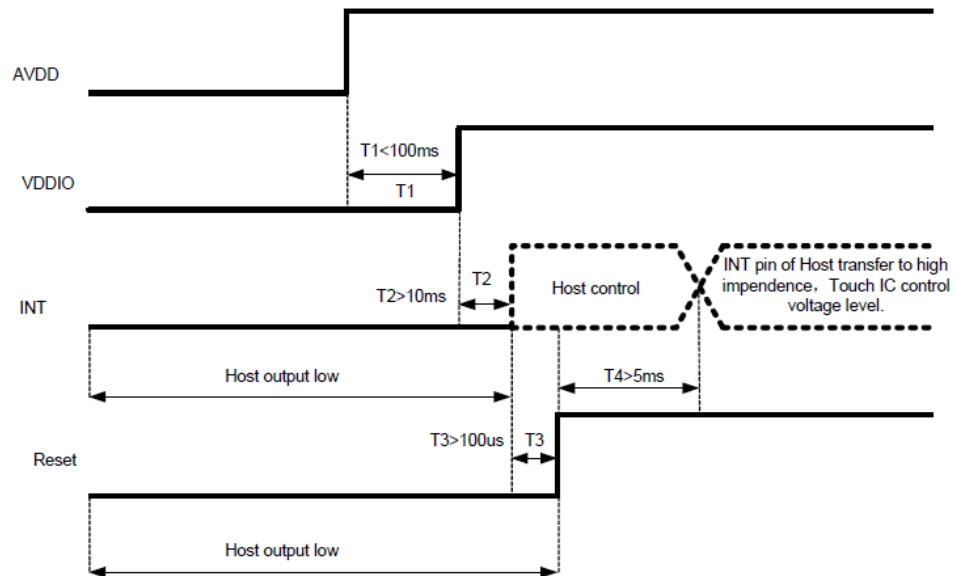 AVDD
T1<100ms
T1
VDDIO
T2
T2>10ms
INT
Host control
INT pin of Host transfer to high
impendence，Touch IC control
voltage level.
Host output low
T4>5ms
T3>100us
T3
Reset
Host output low